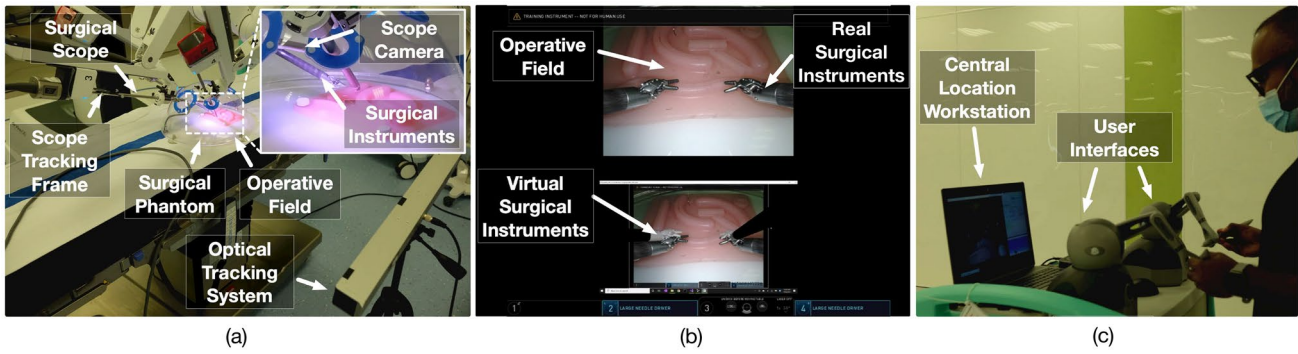 Surgical
Scope
Scope
Camera
Surgical
Instruments
Scope
Tracking
Frame
Surgical
Phantom
Operative
Field
Optical
Tracking
System
3
(a)
TRAINING INSTRUMENT -- NOT FOR HUMAN USE
Operative
Field
Real
Surgical
Instruments
Virtual
Surgical
Instruments
1
2 LARGE NEEDLE DRIVER
3
4 LARGE NEEDLE DRIVER
(b)
Central
Location
Workstation
User
Interfaces
(c)